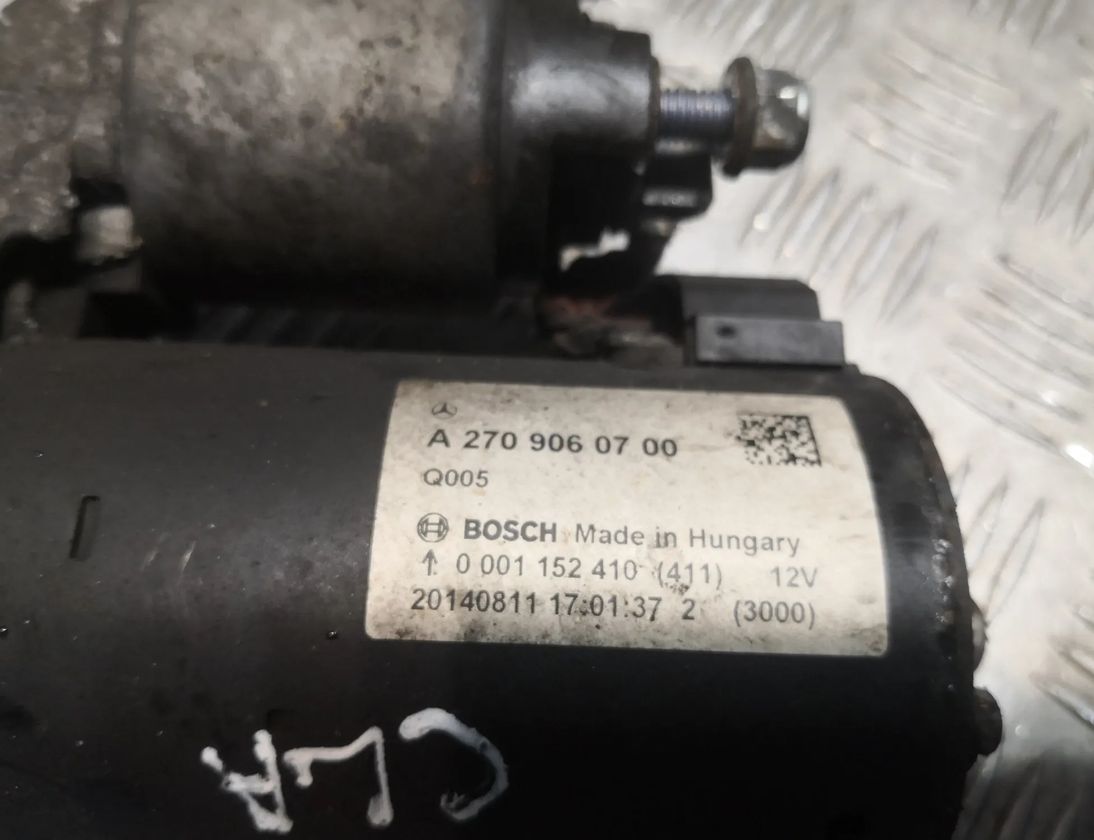 A 270 906 07 00
Q005
BOSCH Made in Hungary
↑ 0 001 152 410 (411) 12V
20140811 17:01:37 2 (3000)
CLA